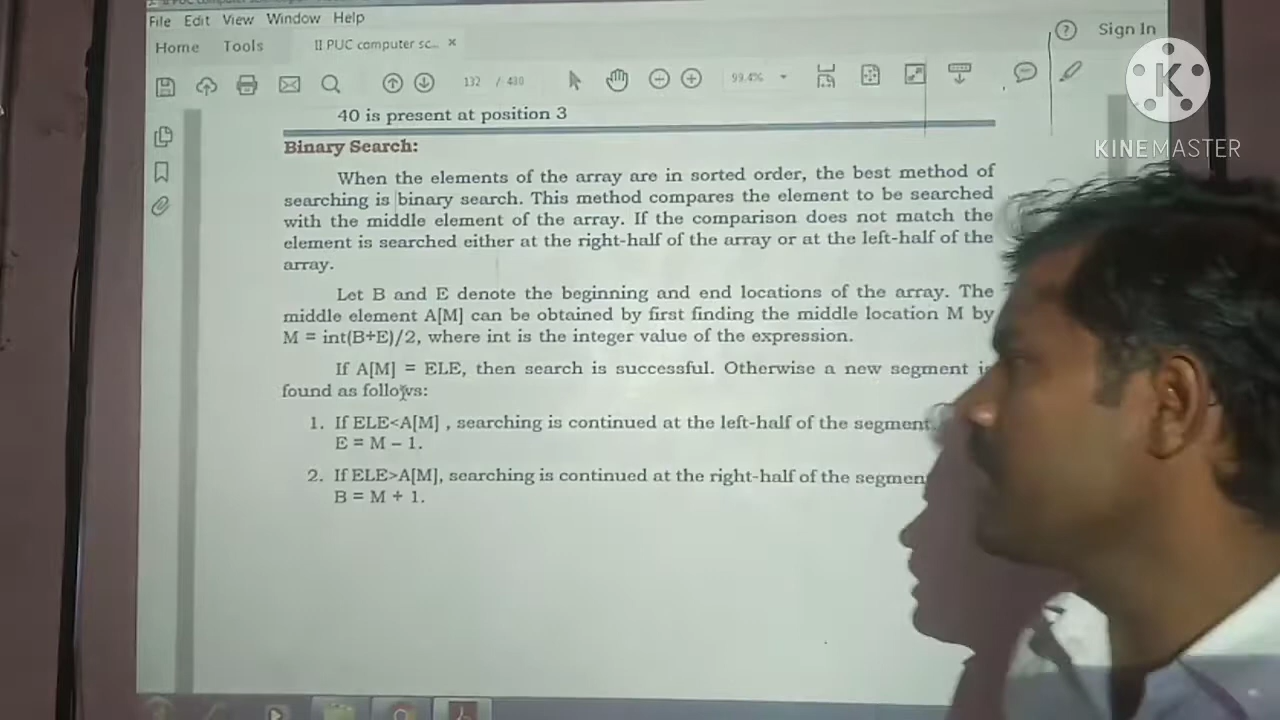 File Edit View Window Help
Home Tools II PUC computer sc... ×
Sign In
132 / 410
99.4%
K
KINEMASTER
40 is present at position 3
Binary Search:
When the elements of the array are in sorted order, the best method of
searching is binary search. This method compares the element to be searched
with the middle element of the array. If the comparison does not match the
element is searched either at the right-half of the array or at the left-half of the
array.
Let B and E denote the beginning and end locations of the array. The
middle element A[M] can be obtained by first finding the middle location M by
M = int(B+E)/2, where int is the integer value of the expression.
If A[M] = ELE, then search is successful. Otherwise a new segment is
found as follows:
1. If ELE<A[M] , searching is continued at the left-half of the segment.
E = M – 1.
2. If ELE>A[M], searching is continued at the right-half of the segmen
B = M + 1.